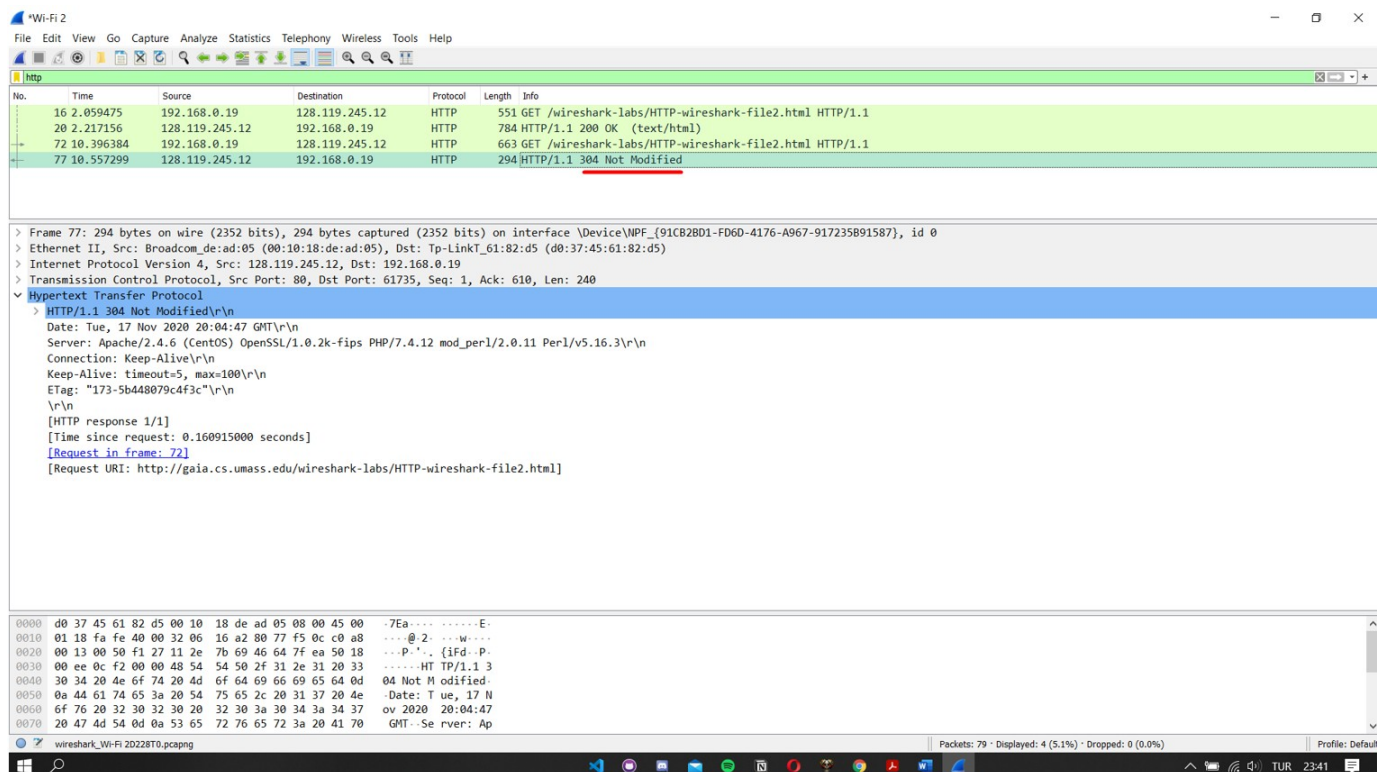 *Wi-Fi 2
File Edit View Go Capture Analyze Statistics Telephony Wireless Tools Help
http
No. Time Source Destination Protocol Length Info
16 2.059475 192.168.0.19 128.119.245.12 HTTP 551 GET /wireshark-labs/HTTP-wireshark-file2.html HTTP/1.1
20 2.217156 128.119.245.12 192.168.0.19 HTTP 784 HTTP/1.1 200 OK (text/html)
72 10.396384 192.168.0.19 128.119.245.12 HTTP 663 GET /wireshark-labs/HTTP-wireshark-file2.html HTTP/1.1
77 10.557299 128.119.245.12 192.168.0.19 HTTP 294 HTTP/1.1 304 Not Modified
> Frame 77: 294 bytes on wire (2352 bits), 294 bytes captured (2352 bits) on interface \Device\NPF_{91CB2BD1-FD6D-4176-A967-917235B91587}, id 0
> Ethernet II, Src: Broadcom_de:ad:05 (00:10:18:de:ad:05), Dst: Tp-LinkT_61:82:d5 (d0:37:45:61:82:d5)
> Internet Protocol Version 4, Src: 128.119.245.12, Dst: 192.168.0.19
> Transmission Control Protocol, Src Port: 80, Dst Port: 61735, Seq: 1, Ack: 610, Len: 240
Hypertext Transfer Protocol
> HTTP/1.1 304 Not Modified\r\n
Date: Tue, 17 Nov 2020 20:04:47 GMT\r\n
Server: Apache/2.4.6 (CentOS) OpenSSL/1.0.2k-fips PHP/7.4.12 mod_perl/2.0.11 Perl/v5.16.3\r\n
Connection: Keep-Alive\r\n
Keep-Alive: timeout=5, max=100\r\n
ETag: "173-5b448079c4f3c"\r\n
\r\n
[HTTP response 1/1]
[Time since request: 0.160915000 seconds]
[Request in frame: 72]
[Request URI: http://gaia.cs.umass.edu/wireshark-labs/HTTP-wireshark-file2.html]
0000 d0 37 45 61 82 d5 00 10 18 de ad 05 08 00 45 00 ·7Ea···· ······E·
0010 01 18 fa fe 40 00 32 06 16 a2 80 77 f5 0c c0 a8 ····@·2· ···w····
0020 00 13 00 50 f1 27 11 2e 7b 69 46 64 7f ea 50 18 ···P·'·. {iFd··P·
0030 00 ee 0c f2 00 00 48 54 54 50 2f 31 2e 31 20 33 ······HT TP/1.1 3
0040 30 34 20 4e 6f 74 20 4d 6f 64 69 66 69 65 64 0d 04 Not M odified·
0050 0a 44 61 74 65 3a 20 54 75 65 2c 20 31 37 20 4e ·Date: T ue, 17 N
0060 6f 76 20 32 30 32 30 20 32 30 3a 30 34 3a 34 37 ov 2020 20:04:47
0070 20 47 4d 54 0d 0a 53 65 72 76 65 72 3a 20 41 70 GMT··Se rver: Ap
wireshark_Wi-Fi 2D228T0.pcapng Packets: 79 · Displayed: 4 (5.1%) · Dropped: 0 (0.0%) Profile: Default
TUR 23:41